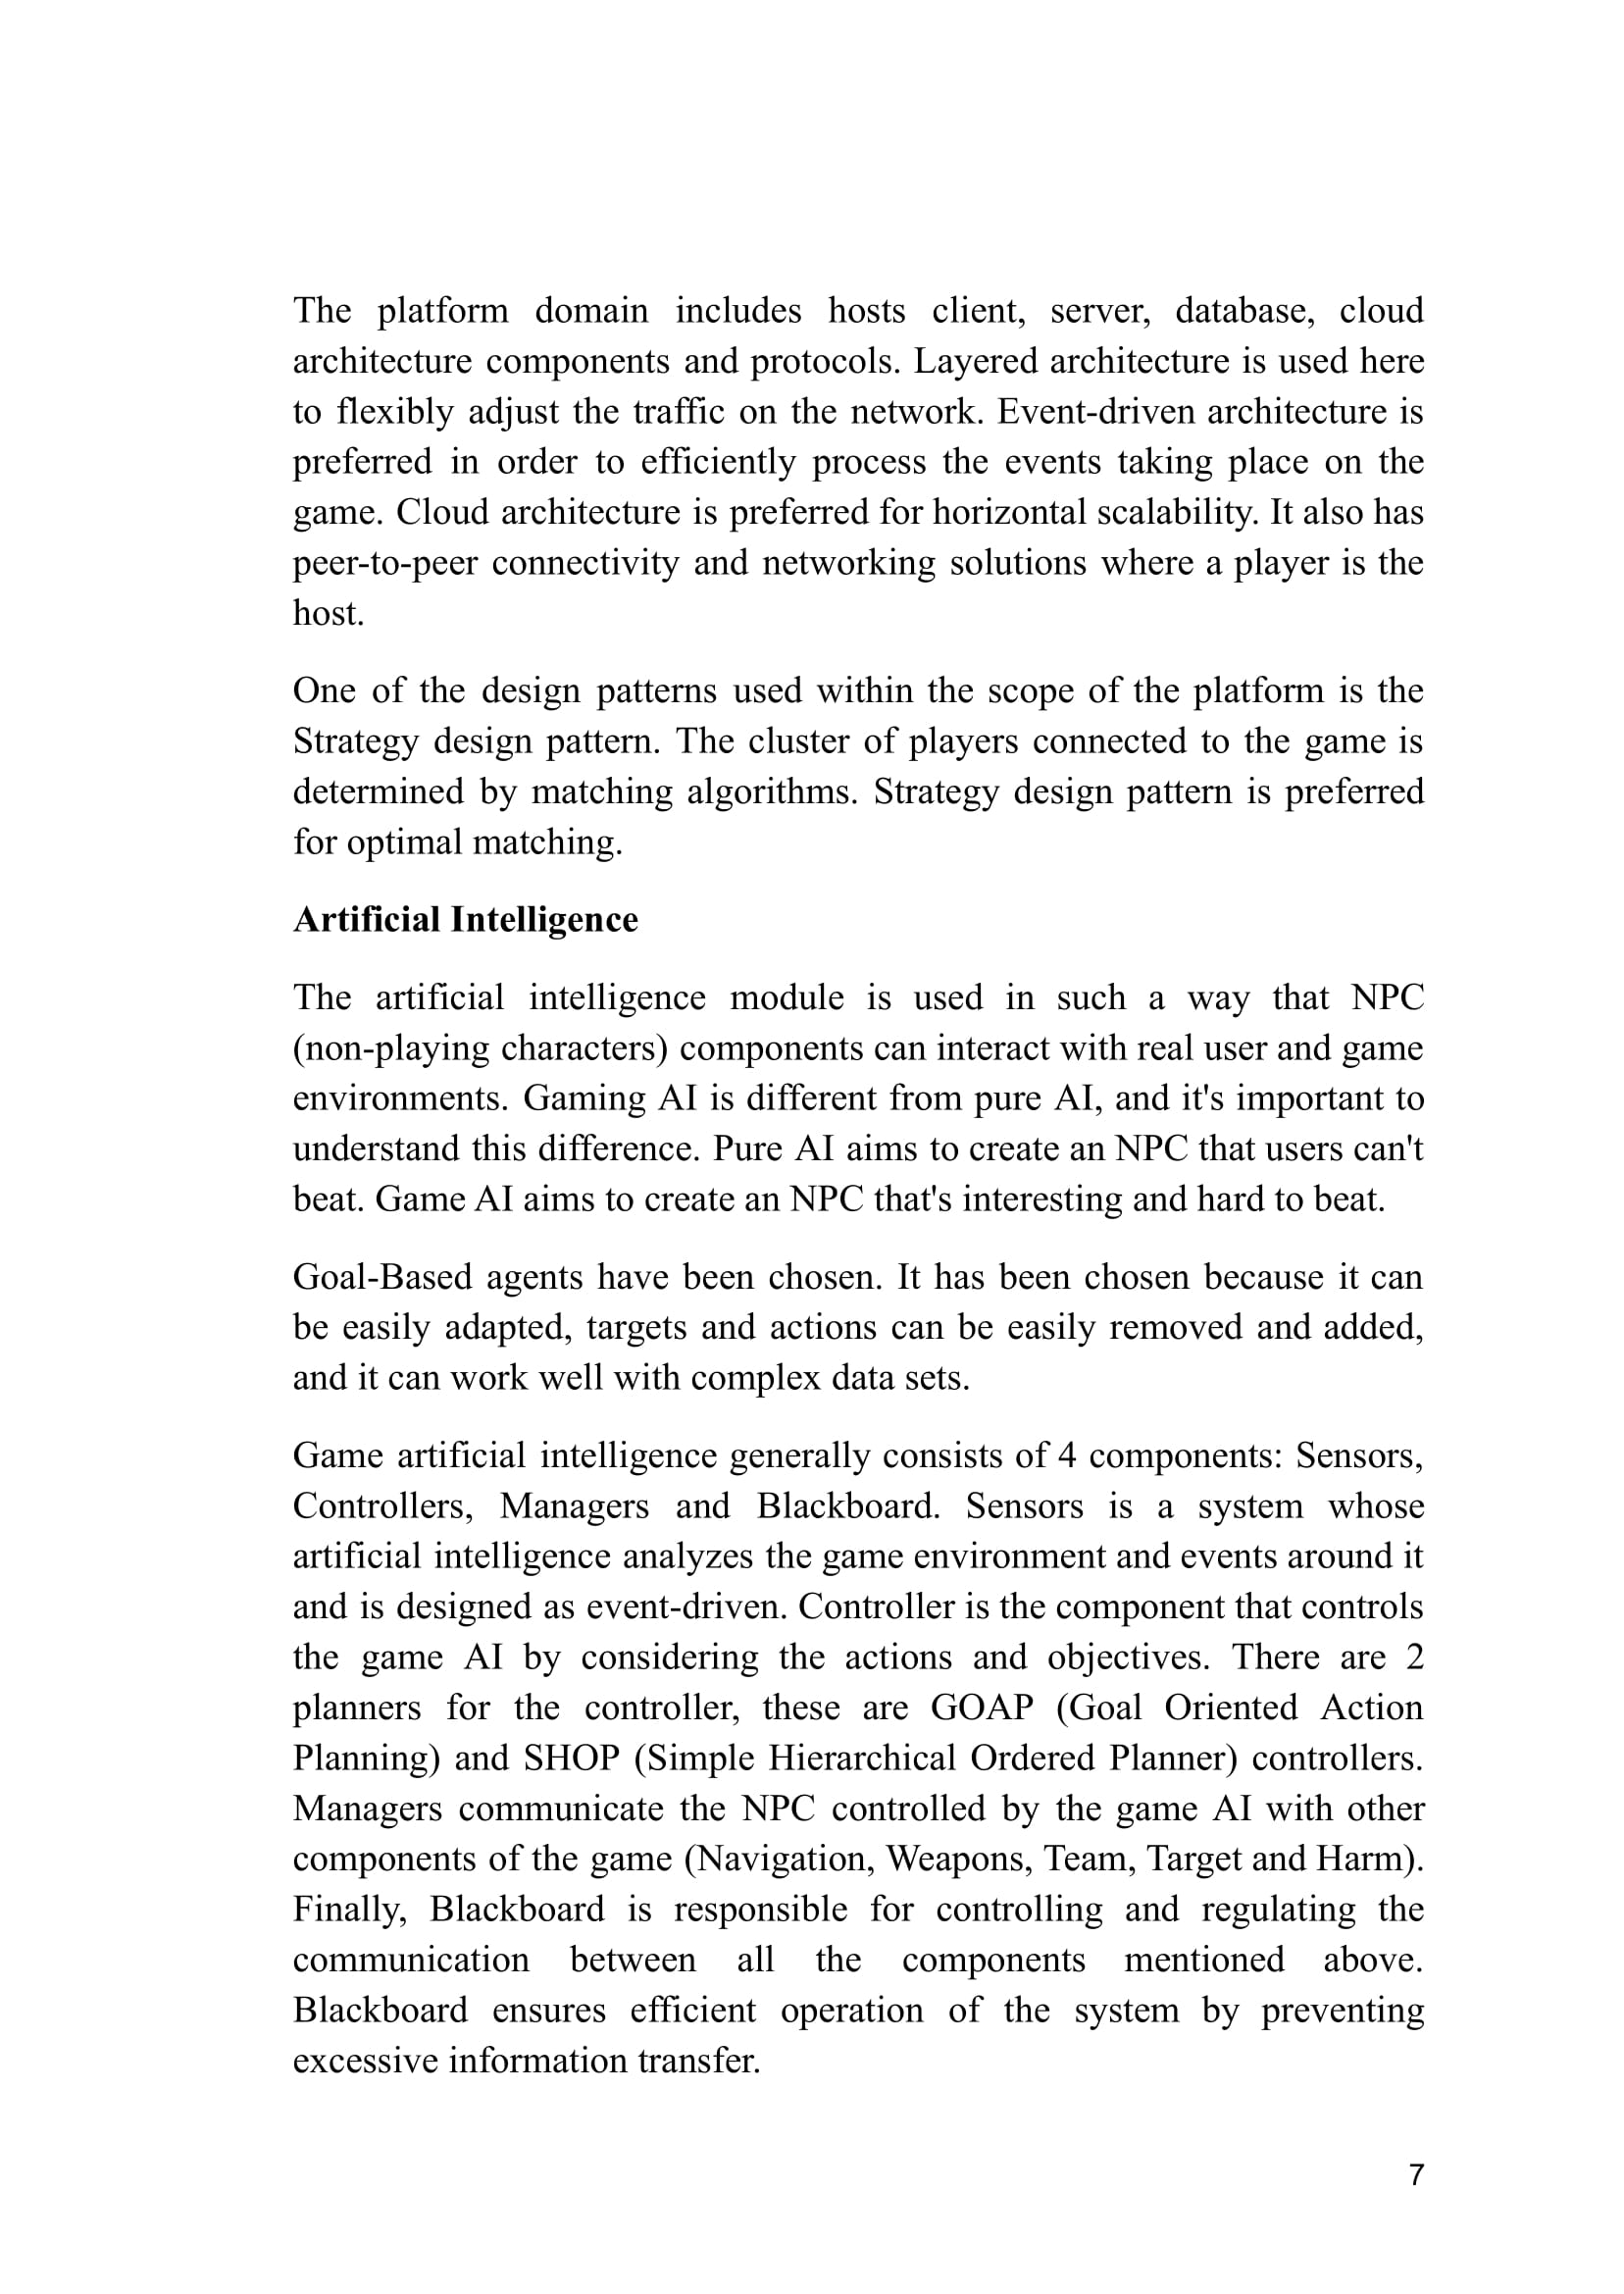 The platform domain includes hosts client, server, database, cloud
architecture components and protocols. Layered architecture is used here
to flexibly adjust the traffic on the network. Event-driven architecture is
preferred in order to efficiently process the events taking place on the
game. Cloud architecture is preferred for horizontal scalability. It also has
peer-to-peer connectivity and networking solutions where a player is the
host.
One of the design patterns used within the scope of the platform is the
Strategy design pattern. The cluster of players connected to the game is
determined by matching algorithms. Strategy design pattern is preferred
for optimal matching.
Artificial Intelligence
The artificial intelligence module is used in such a way that NPC
(non-playing characters) components can interact with real user and game
environments. Gaming AI is different from pure AI, and it's important to
understand this difference. Pure AI aims to create an NPC that users can't
beat. Game AI aims to create an NPC that's interesting and hard to beat.
Goal-Based agents have been chosen. It has been chosen because it can
be easily adapted, targets and actions can be easily removed and added,
and it can work well with complex data sets.
Game artificial intelligence generally consists of 4 components: Sensors,
Controllers, Managers and Blackboard. Sensors is a system whose
artificial intelligence analyzes the game environment and events around it
and is designed as event-driven. Controller is the component that controls
the game AI by considering the actions and objectives. There are 2
planners for the controller, these are GOAP (Goal Oriented Action
Planning) and SHOP (Simple Hierarchical Ordered Planner) controllers.
Managers communicate the NPC controlled by the game AI with other
components of the game (Navigation, Weapons, Team, Target and Harm).
Finally, Blackboard is responsible for controlling and regulating the
communication between all the components mentioned above.
Blackboard ensures efficient operation of the system by preventing
excessive information transfer.
7